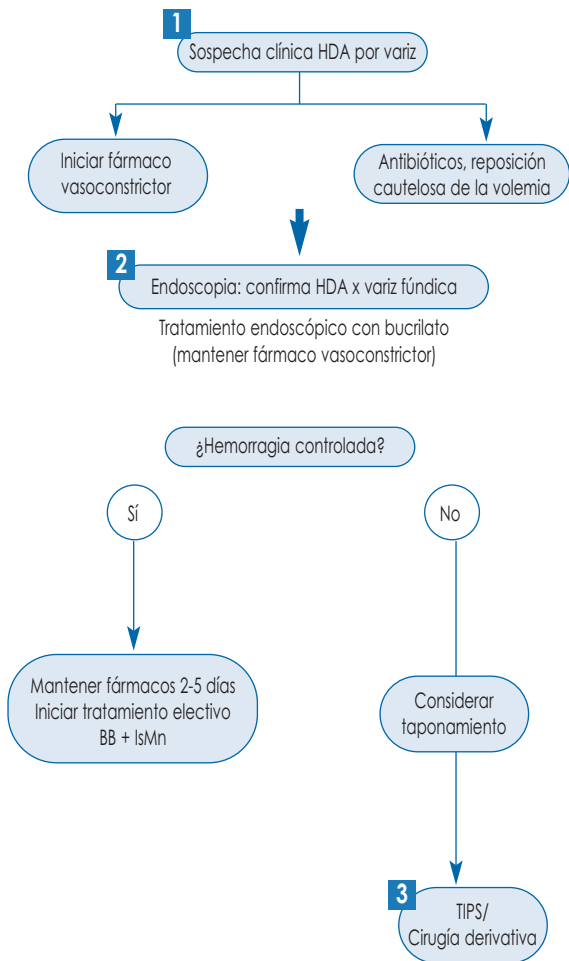 1
Sospecha clínica HDA por variz
Iniciar fármaco
vasoconstrictor
Antibióticos, reposición
cautelosa de la volemia
2
Endoscopia: confirma HDA x variz fúndica
Tratamiento endoscópico con bucrilato
(mantener fármaco vasoconstrictor)
¿Hemorragia controlada?
Sí
No
Mantener fármacos 2-5 días
Iniciar tratamiento electivo
BB + IsMn
Considerar
taponamiento
3
TIPS/
Cirugía derivativa